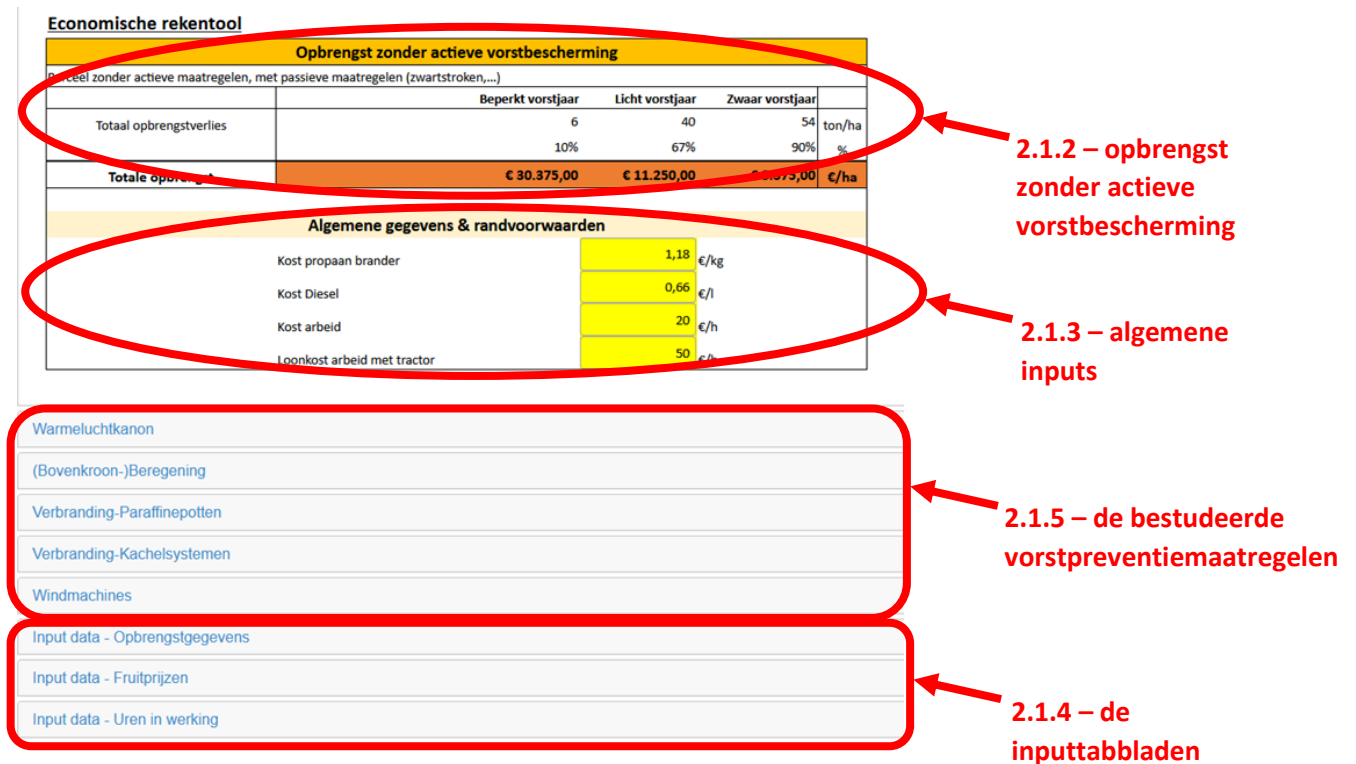 Economische rekentool
Opbrengst zonder actieve vorstbescherming
zonder actieve maatregelen, met passieve maatregelen (zwartstroken,...)
Beperkt vorstjaar Licht vorstjaar Zwaar vorstjaar
Totaal opbrengstverlies 6 40 54 ton/ha
10% 67% 90% %
Totale € 30.375,00 € 11.250,00 €/ha
Algemene gegevens & randvoorwaarden
Kost propaan brander 1,18 €/kg
Kost Diesel 0,66 €/l
Kost arbeid 20 €/h
Loonkost arbeid met tractor 50
2.1.2 – opbrengst
zonder actieve
vorstbescherming
2.1.3 – algemene
inputs
Warmeluchtkanon
(Bovenkroon-)Beregening
Verbranding-Paraffinepotten
Verbranding-Kachelsystemen
Windmachines
2.1.5 – de bestudeerde
vorstpreventiemaatregelen
Input data - Opbrengstgegevens
Input data - Fruitprijzen
Input data - Uren in werking
2.1.4 – de
inputtabbladen